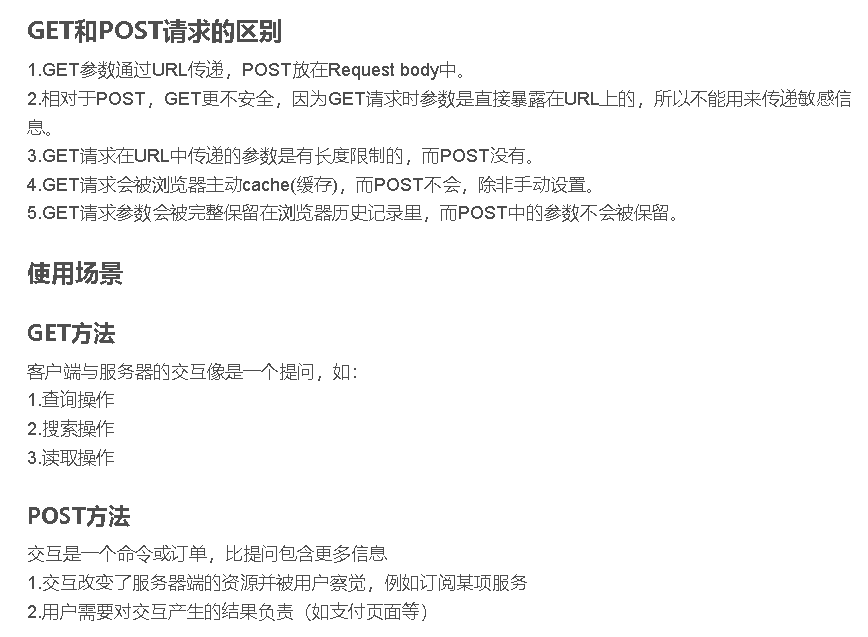 GET和POST请求的区别
1.GET参数通过URL传递，POST放在Request body中。
2.相对于POST，GET更不安全，因为GET请求时参数是直接暴露在URL上的，所以不能用来传递敏感信
息。
3.GET请求在URL中传递的参数是有长度限制的，而POST没有。
4.GET请求会被浏览器主动cache(缓存)，而POST不会，除非手动设置。
5.GET请求参数会被完整保留在浏览器历史记录里，而POST中的参数不会被保留。
使用场景
GET方法
客户端与服务器的交互像是一个提问，如：
1.查询操作
2.搜索操作
3.读取操作
POST方法
交互是一个命令或订单，比提问包含更多信息
1.交互改变了服务器端的资源并被用户察觉，例如订阅某项服务
2.用户需要对交互产生的结果负责（如支付页面等）